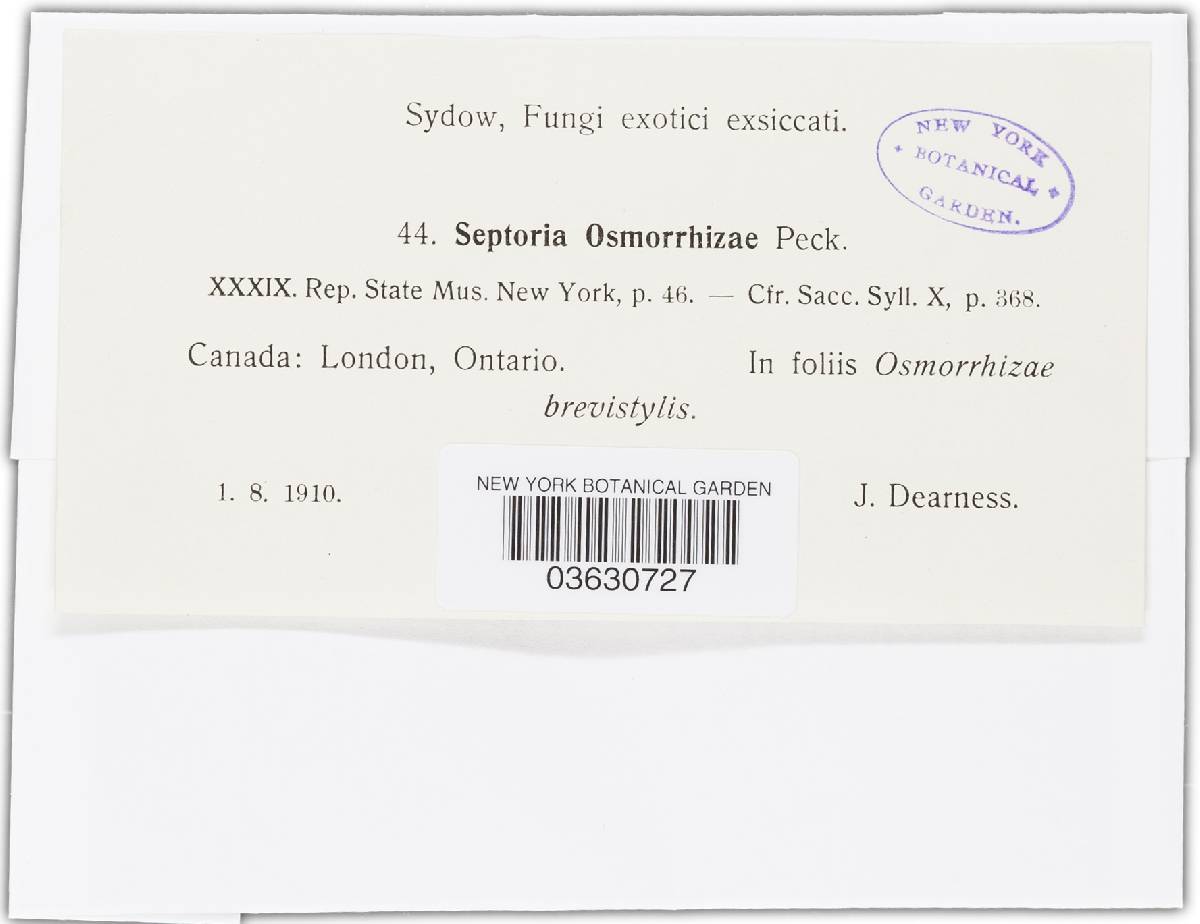 Sydow, Fungi exotici exsiccati.
NEW YORK
BOTANICAL
GARDEN.
44. Septoria Osmorrhizae Peck.
XXXIX. Rep. State Mus. New York, p. 46. — Cfr. Sacc. Syll. X, p. 368.
Canada: London, Ontario. In foliis Osmorrhizae
brevistylis.
1. 8. 1910. J. Dearness.
NEW YORK BOTANICAL GARDEN
03630727